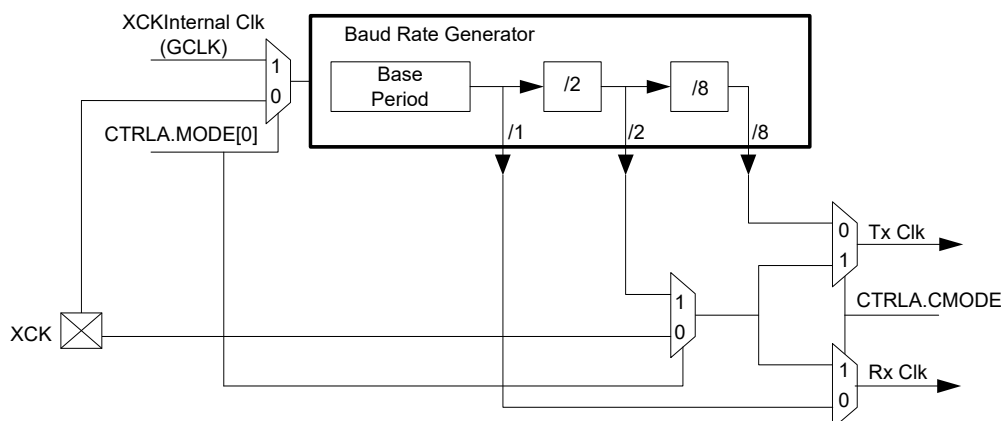 XCKInternal Clk
(GCLK)
Baud Rate Generator
1
0
Base
Period
/2
/8
CTRLA.MODE[0]
/1
/2
/8
0
1
Tx Clk
1
0
CTRLA.CMODE
XCK
1
0
Rx Clk